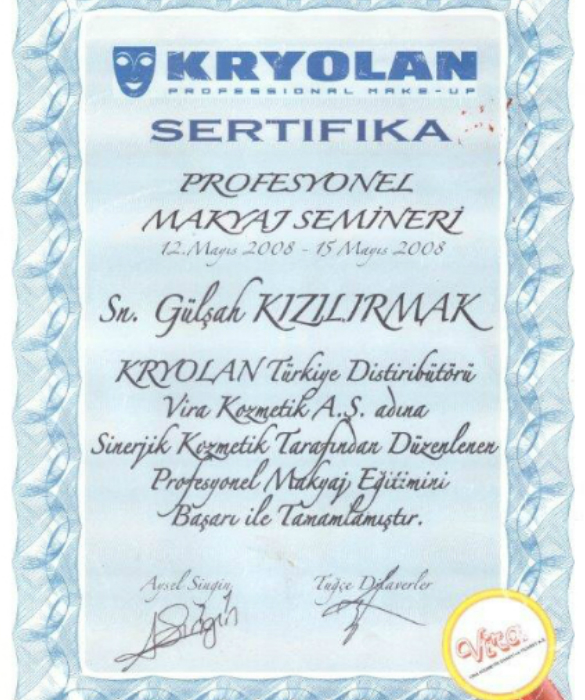 KRYOLAN
PROFESSIONAL MAKE-UP
SERTIFIKA
PROFESYONEL
MAKYAJ SEMİNERİ
12.Mayıs 2008 - 15 Mayıs 2008
Sn. Gülşah KIZILIRMAK
KRYOLAN Türkiye Distiribütörü
Vira Kozmetik A.Ş. adına
Sinerjik Kozmetik Tarafından Düzenlenen
Profesyonel Makyaj Eğitimini
Başarı ile Tamamlamıştır.
Aysel Singin Tuğçe Dilaverler
ASingin
Vira